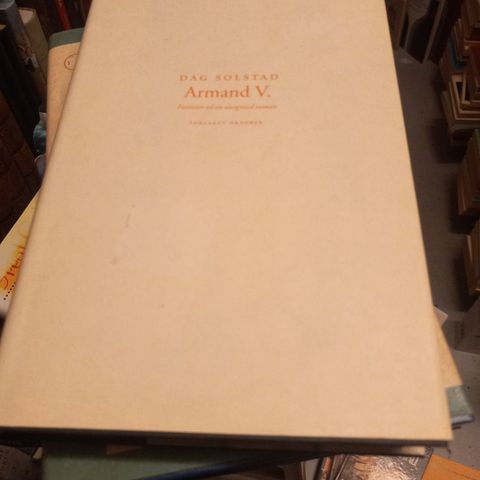 DAG SOLSTAD
Armand V.
Fotnoter til en uutgravd roman
FORLAGET OKTOBER